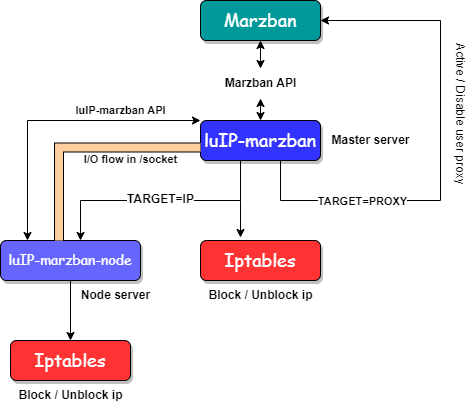 Marzban
Marzban API
Active / Disable user proxy
luIP-marzban API
luIP-marzban
Master server
I/O flow in /socket
TARGET=IP
TARGET=PROXY
luIP-marzban-node
Iptables
Node server
Block / Unblock ip
Iptables
Block / Unblock ip